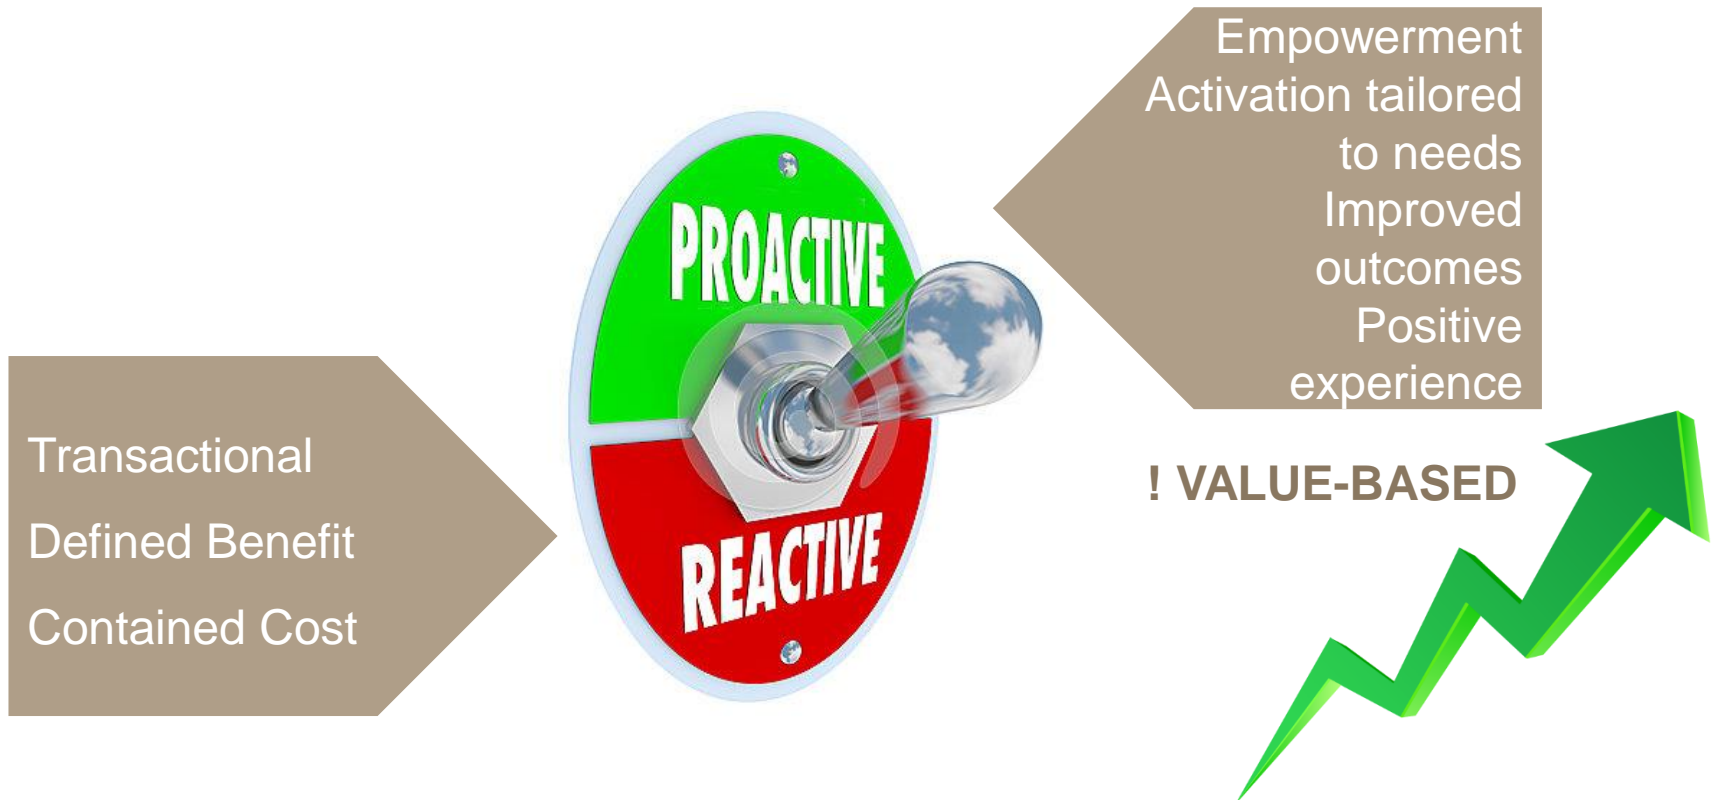 Empowerment
Activation tailored
to needs
Improved
outcomes
Positive
experience
PROACTIVE
REACTIVE
Transactional
Defined Benefit
Contained Cost
! VALUE-BASED